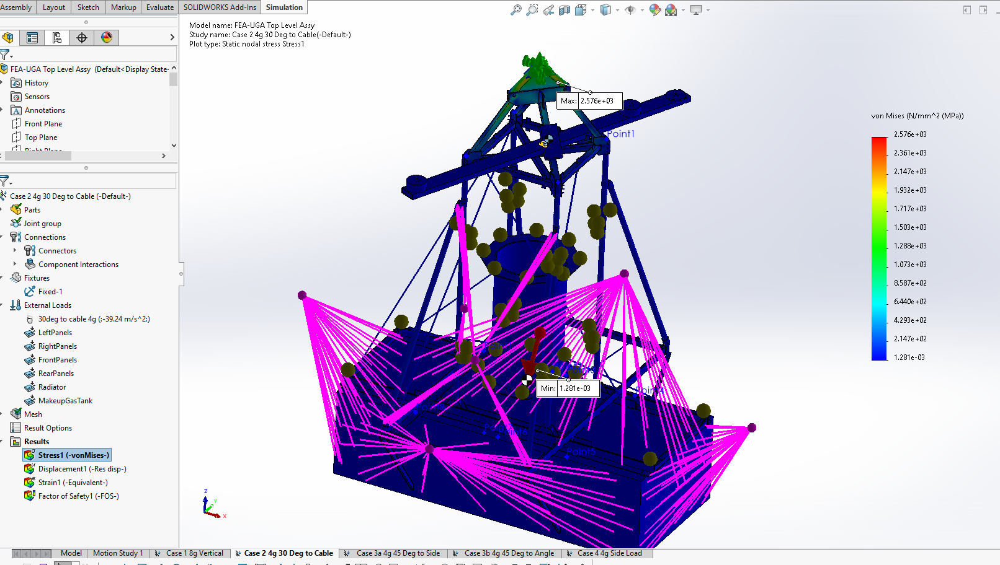 Assembly Layout Sketch Markup Evaluate SOLIDWORKS Add-Ins Simulation
Model name: FEA-UGA Top Level Assy
Study name: Case 2 4g 30 Deg to Cable(-Default-)
Plot type: Static nodal stress Stress1
FEA-UGA Top Level Assy (Default<Display State-
History
Sensors
Annotations
Front Plane
Top Plane
Right Plane
Case 2 4g 30 Deg to Cable (-Default-)
Parts
Joint group
Connections
Connectors
Component Interactions
Fixtures
Fixed-1
External Loads
30deg to cable 4g (:-39.24 m/s^2:)
LeftPanels
RightPanels
FrontPanels
RearPanels
Radiator
MakeupGasTank
Mesh
Result Options
Results
Stress1 (-vonMises-)
Displacement1 (-Res disp-)
Strain1 (-Equivalent-)
Factor of Safety1 (-FOS-)
Max: 2.576e+03
Point1
Min: 1.281e-03
von Mises (N/mm^2 (MPa))
2.576e+03
2.361e+03
2.147e+03
1.932e+03
1.717e+03
1.503e+03
1.288e+03
1.073e+03
8.587e+02
6.440e+02
4.293e+02
2.147e+02
1.281e-03
z
y
x
Model Motion Study 1 Case 1 8g Vertical Case 2 4g 30 Deg to Cable Case 3a 4g 45 Deg to Side Case 3b 4g 45 Deg to Angle Case 4 4g Side Load